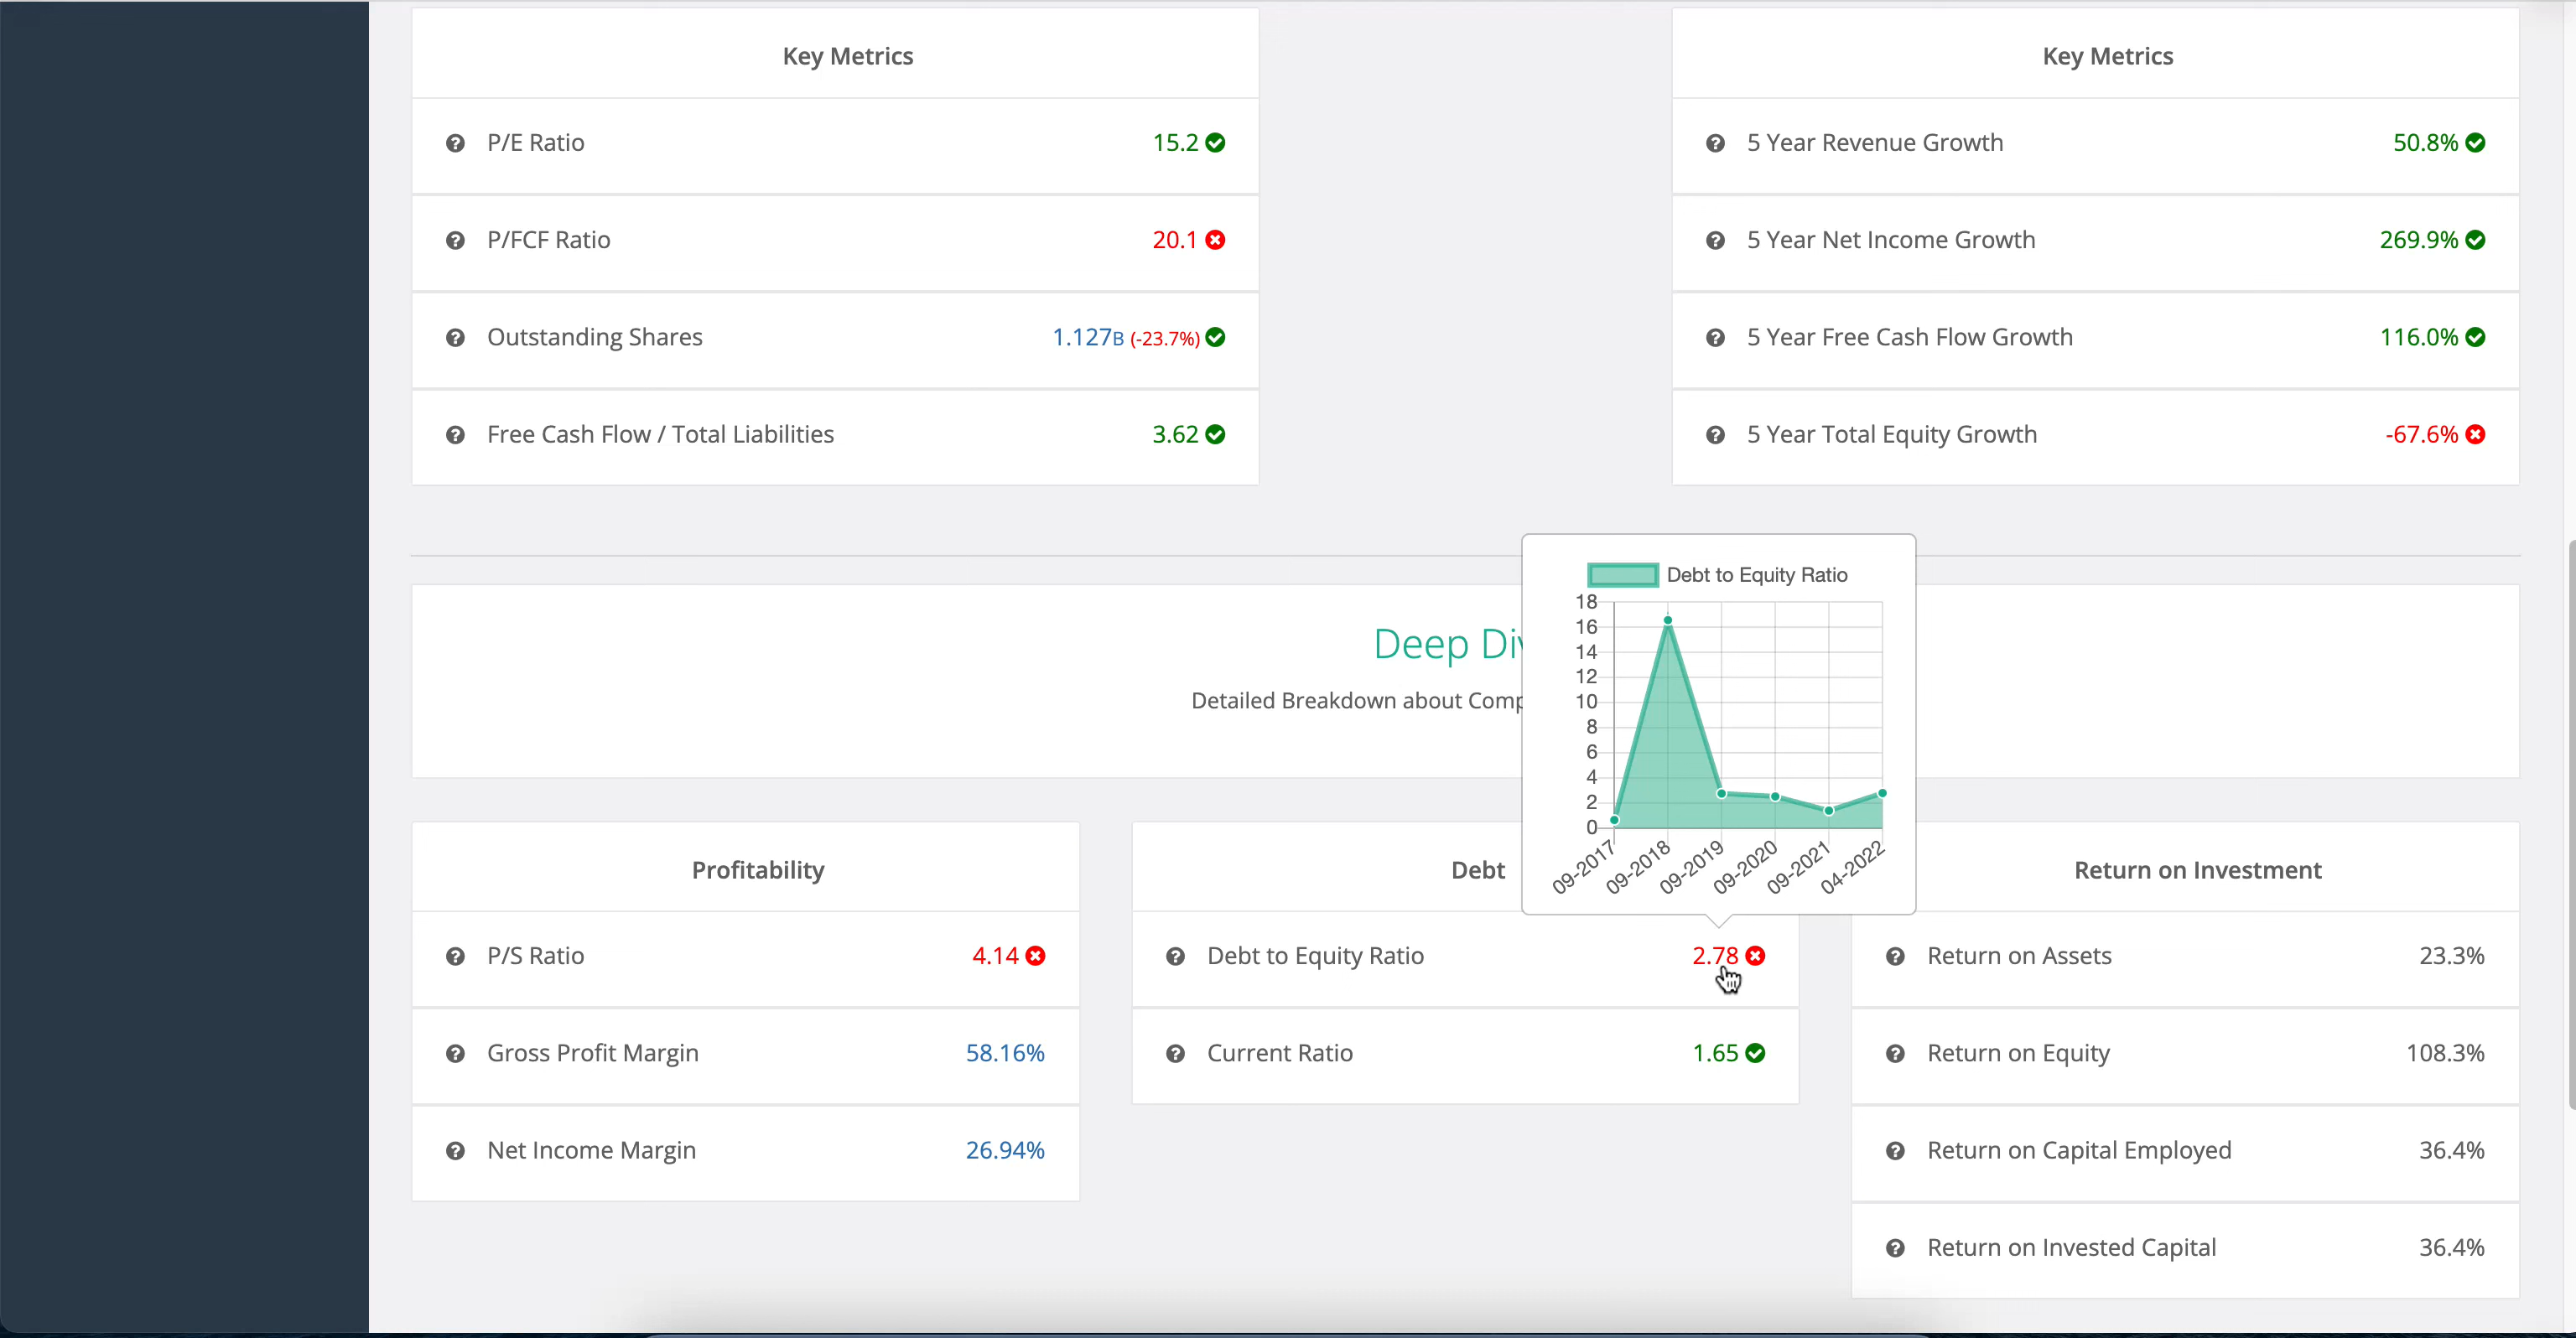 Key Metrics
P/E Ratio 15.2
P/FCF Ratio 20.1
Outstanding Shares 1.127B (-23.7%)
Free Cash Flow / Total Liabilities 3.62
Key Metrics
5 Year Revenue Growth 50.8%
5 Year Net Income Growth 269.9%
5 Year Free Cash Flow Growth 116.0%
5 Year Total Equity Growth -67.6%
Deep Di
Detailed Breakdown about Comp
Debt to Equity Ratio
18
16
14
12
10
8
6
4
2
0
09-2017 09-2018 09-2019 09-2020 09-2021 04-2022
Profitability
P/S Ratio 4.14
Gross Profit Margin 58.16%
Net Income Margin 26.94%
Debt
Debt to Equity Ratio 2.78
Current Ratio 1.65
Return on Investment
Return on Assets 23.3%
Return on Equity 108.3%
Return on Capital Employed 36.4%
Return on Invested Capital 36.4%